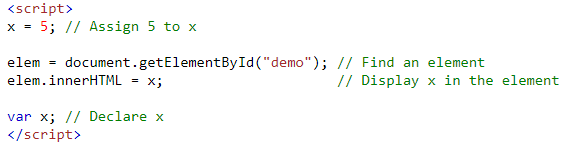 <script>
x = 5; // Assign 5 to x
elem = document.getElementById("demo"); // Find an element
elem.innerHTML = x; // Display x in the element
var x; // Declare x
</script>